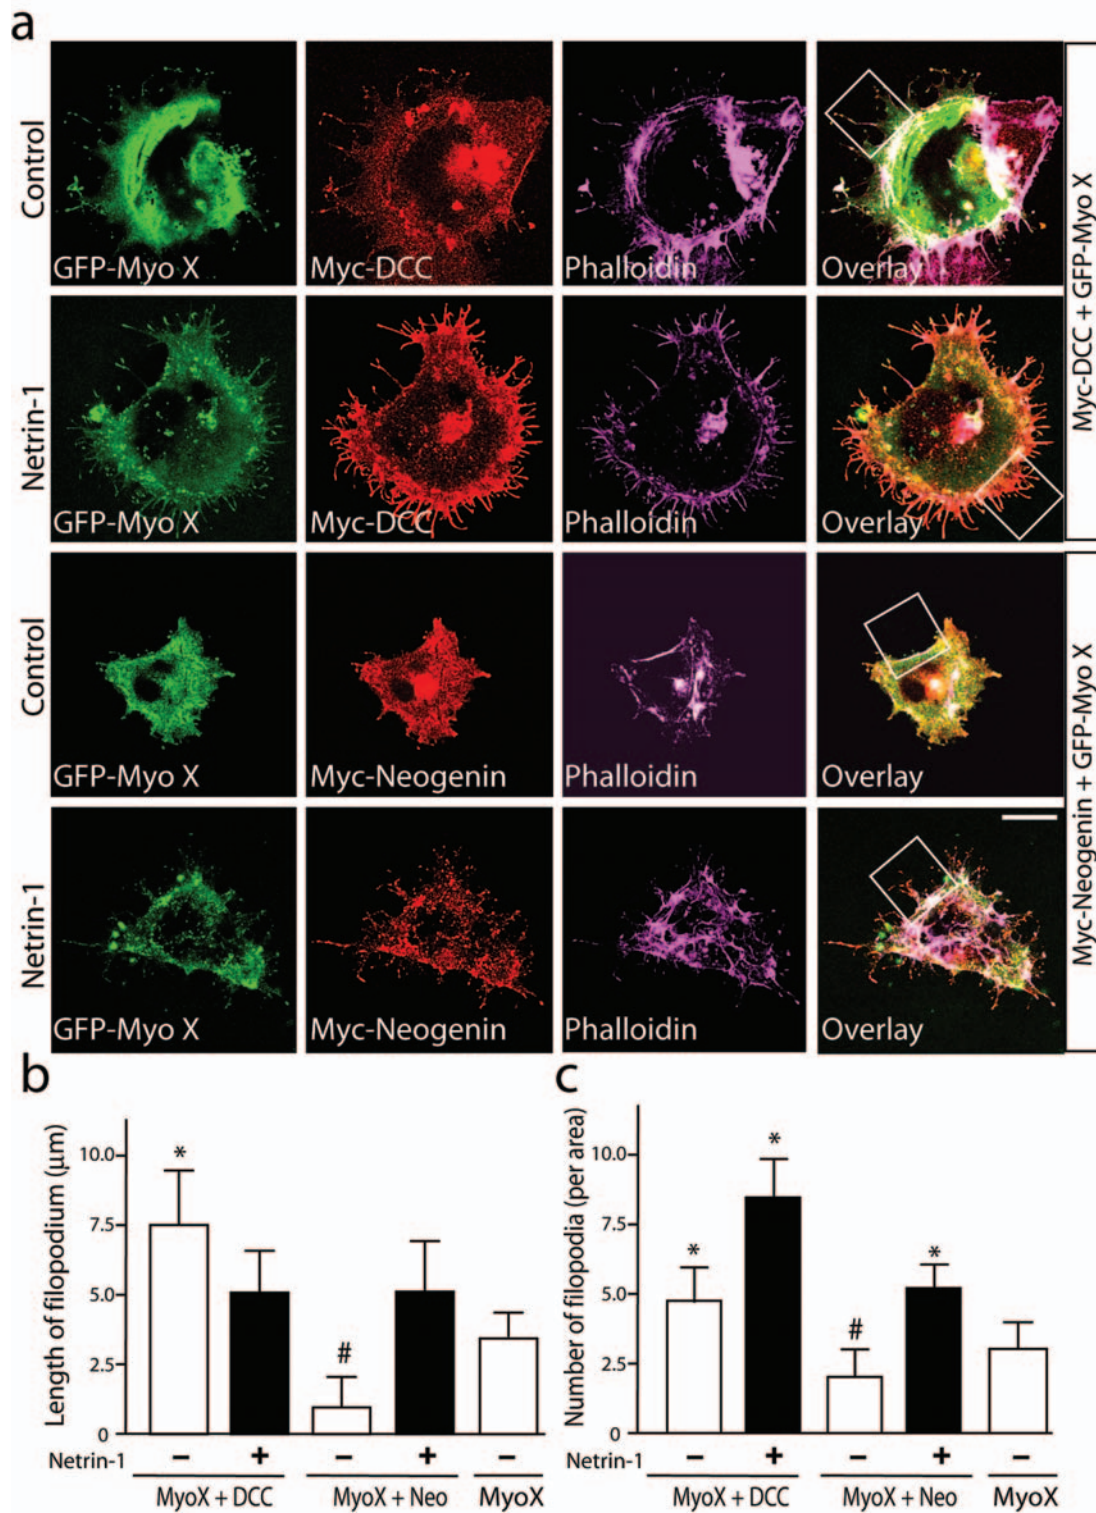 a
Control
GFP-Myo X
Myc-DCC
Phalloidin
Overlay
Netrin-1
GFP-Myo X
Myc-DCC
Phalloidin
Overlay
Myc-DCC + GFP-Myo X
Control
GFP-Myo X
Myc-Neogenin
Phalloidin
Overlay
Netrin-1
GFP-Myo X
Myc-Neogenin
Phalloidin
Overlay
Myc-Neogenin + GFP-Myo X
b
Length of filopodium (μm)
10.0
7.5
5.0
2.5
0
*
#
Netrin-1 − + − + −
MyoX + DCC MyoX + Neo MyoX
c
Number of filopodia (per area)
10.0
7.5
5.0
2.5
0
*
*
#
*
− + − + −
MyoX + DCC MyoX + Neo MyoX